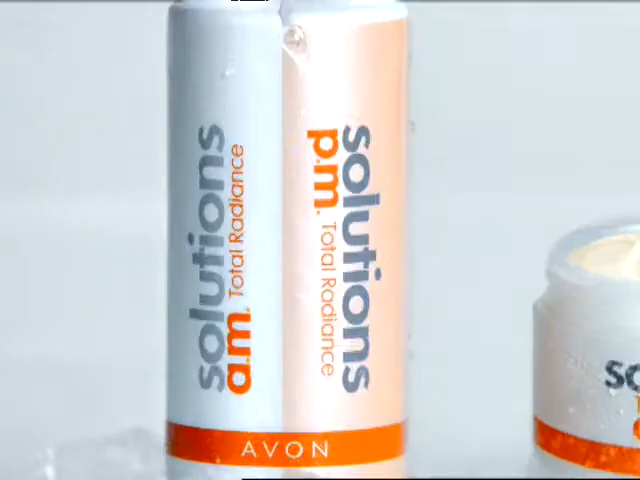 solutions
a.m. Total Radiance
solutions
p.m. Total Radiance
AVON